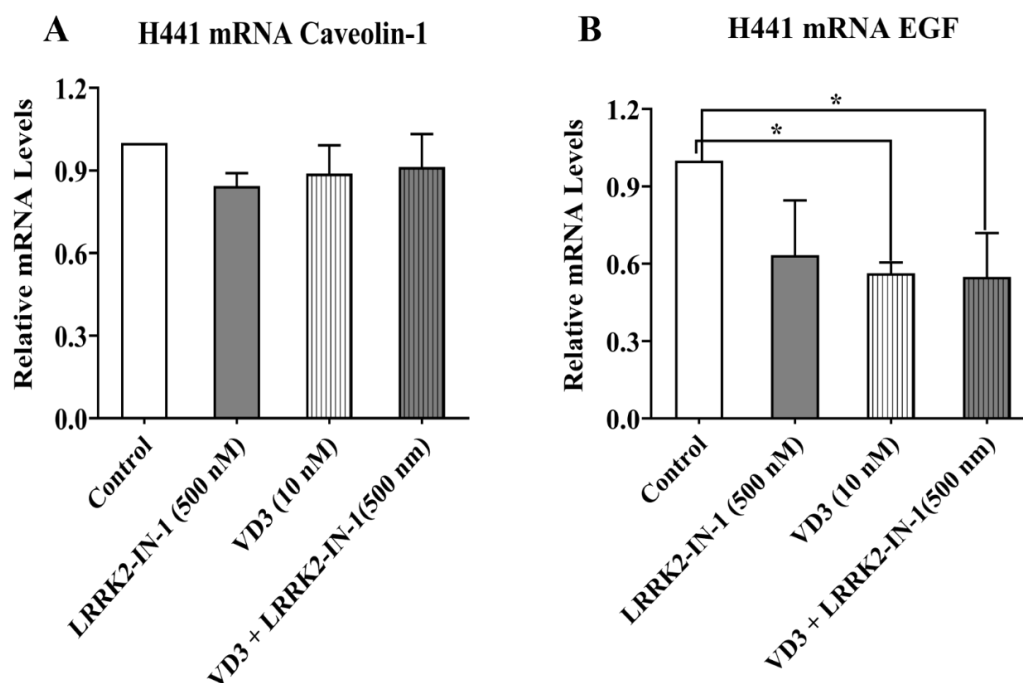 A
H441 mRNA Caveolin-1
Relative mRNA Levels
1.2
0.9
0.6
0.3
0.0
Control
LRRK2-IN-1 (500 nM)
VD3 (10 nM)
VD3 + LRRK2-IN-1(500 nm)
B
H441 mRNA EGF
Relative mRNA Levels
1.2
0.9
0.6
0.3
0.0
*
*
Control
LRRK2-IN-1 (500 nM)
VD3 (10 nM)
VD3 + LRRK2-IN-1(500 nm)